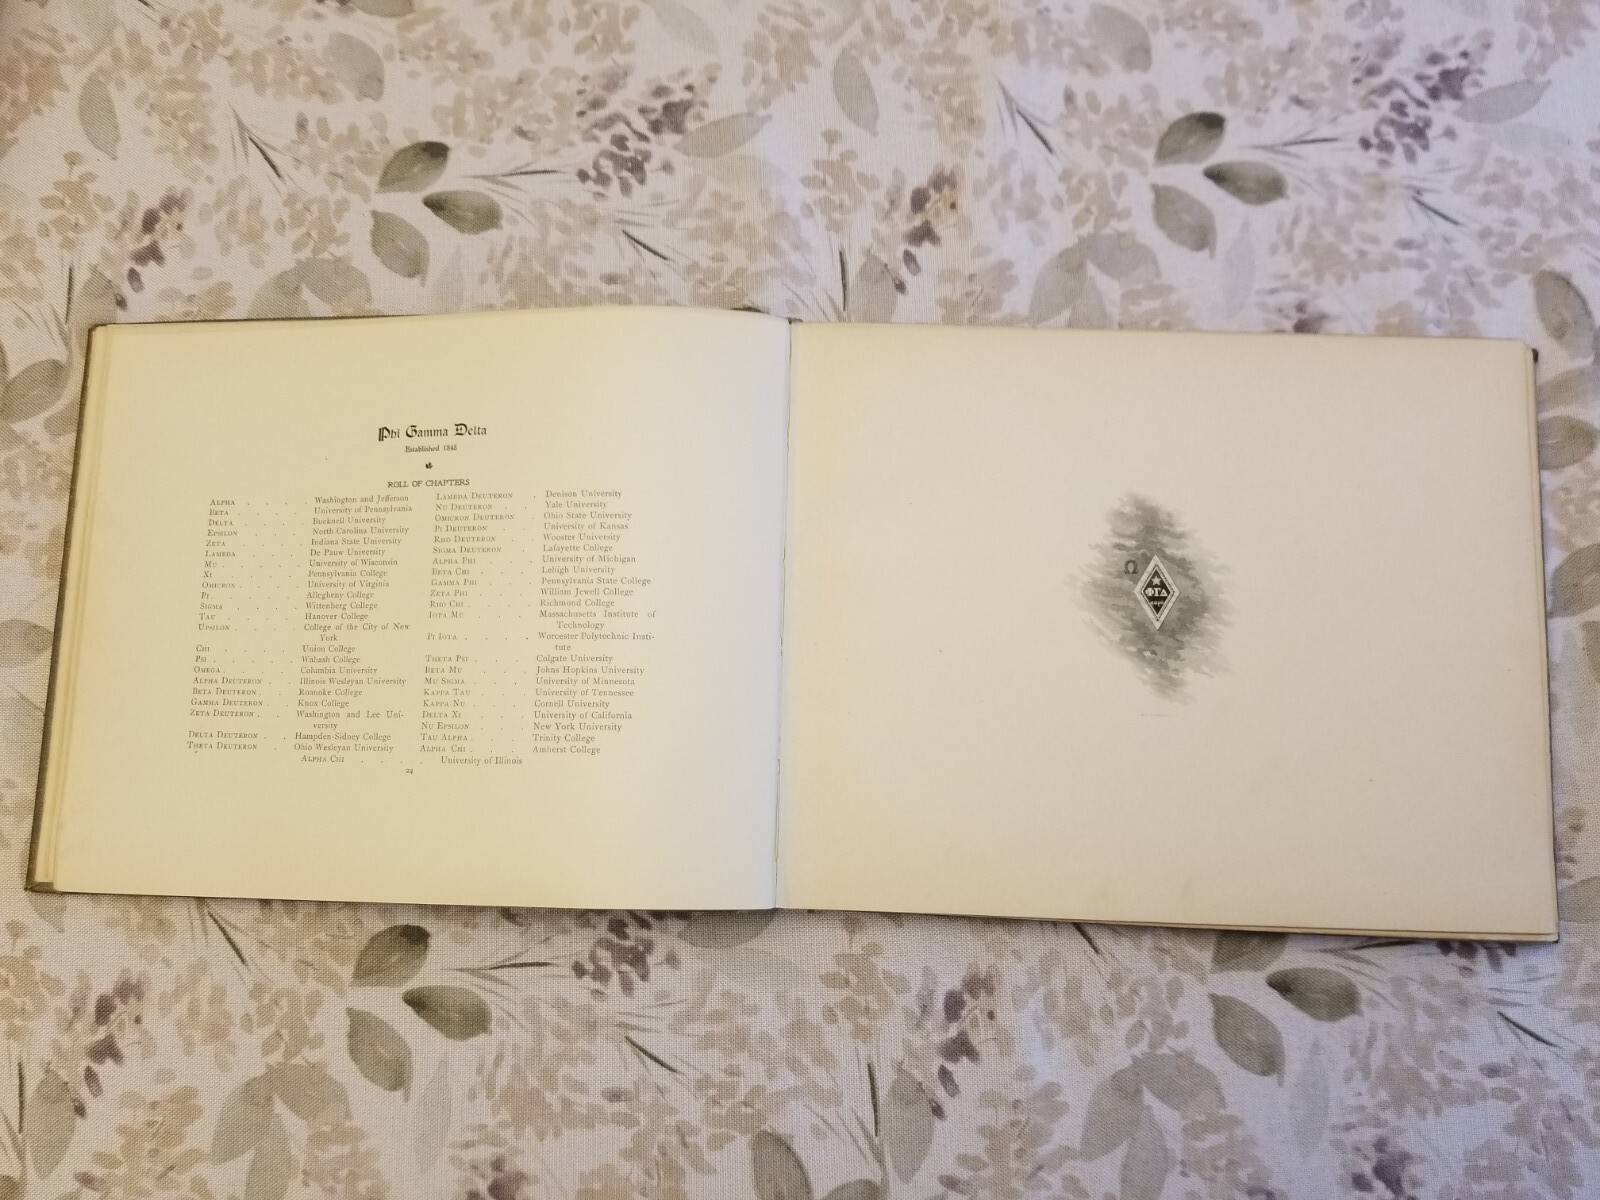 Phi Gamma Delta
Established 1848
ROLL OF CHAPTERS
ALPHA . . . . Washington and Jefferson
BETA . . . . University of Pennsylvania
DELTA . . . . Bucknell University
EPSILON . . . . North Carolina University
ZETA . . . . Indiana State University
LAMBDA . . . . De Pauw University
MU . . . . . University of Wisconsin
XI . . . . . Pennsylvania College
OMICRON . . . . University of Virginia
PI . . . . . Allegheny College
SIGMA . . . . Wittenberg College
TAU . . . . . Hanover College
UPSILON . . . . College of the City of New
York
CHI . . . . . Union College
PSI . . . . . Wabash College
OMEGA . . . . Columbia University
ALPHA DEUTERON . . Illinois Wesleyan University
BETA DEUTERON . . Roanoke College
GAMMA DEUTERON . . Knox College
ZETA DEUTERON . . Washington and Lee Uni-
versity
DELTA DEUTERON . . Hampden-Sidney College
THETA DEUTERON . Ohio Wesleyan University
LAMBDA DEUTERON . Denison University
NU DEUTERON . . Yale University
OMICRON DEUTERON . Ohio State University
PI DEUTERON . . University of Kansas
RHO DEUTERON . . Wooster University
SIGMA DEUTERON . . Lafayette College
ALPHA PHI . . . University of Michigan
BETA CHI . . . Lehigh University
GAMMA PHI . . . Pennsylvania State College
ZETA PHI . . . William Jewell College
RHO CHI . . . . Richmond College
IOTA MU . . . Massachusetts Institute of
Technology
PI IOTA . . . . Worcester Polytechnic Insti-
tute
THETA PSI . . . Colgate University
BETA MU . . . Johns Hopkins University
MU SIGMA . . . University of Minnesota
KAPPA TAU . . . University of Tennessee
KAPPA NU . . . Cornell University
DELTA XI . . . University of California
NU EPSILON . . New York University
TAU ALPHA . . . Trinity College
ALPHA CHI . . . Amherst College
ALPHA CHI . . . . University of Illinois
24
Ω
ΦΓΔ